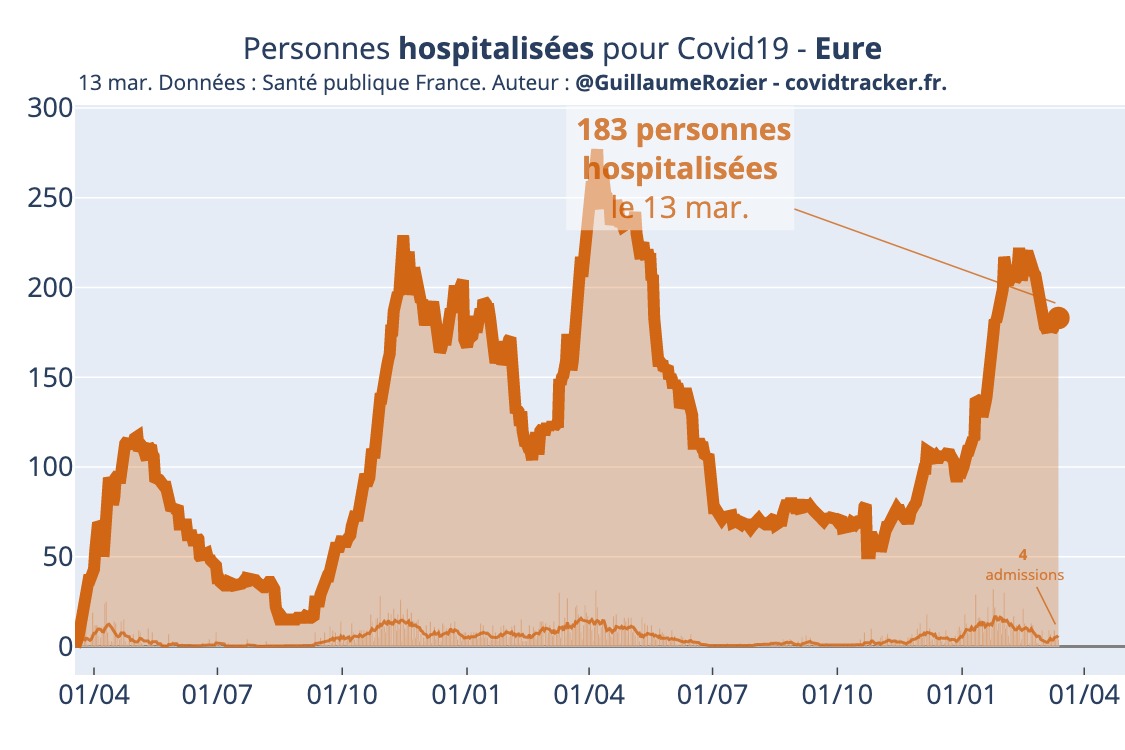 Personnes hospitalisées pour Covid19 - Eure
13 mar. Données : Santé publique France. Auteur : @GuillaumeRozier - covidtracker.fr.
300
250
200
150
100
50
0
183 personnes
hospitalisées
le 13 mar.
4
admissions
01/04
01/07
01/10
01/01
01/04
01/07
01/10
01/01
01/04